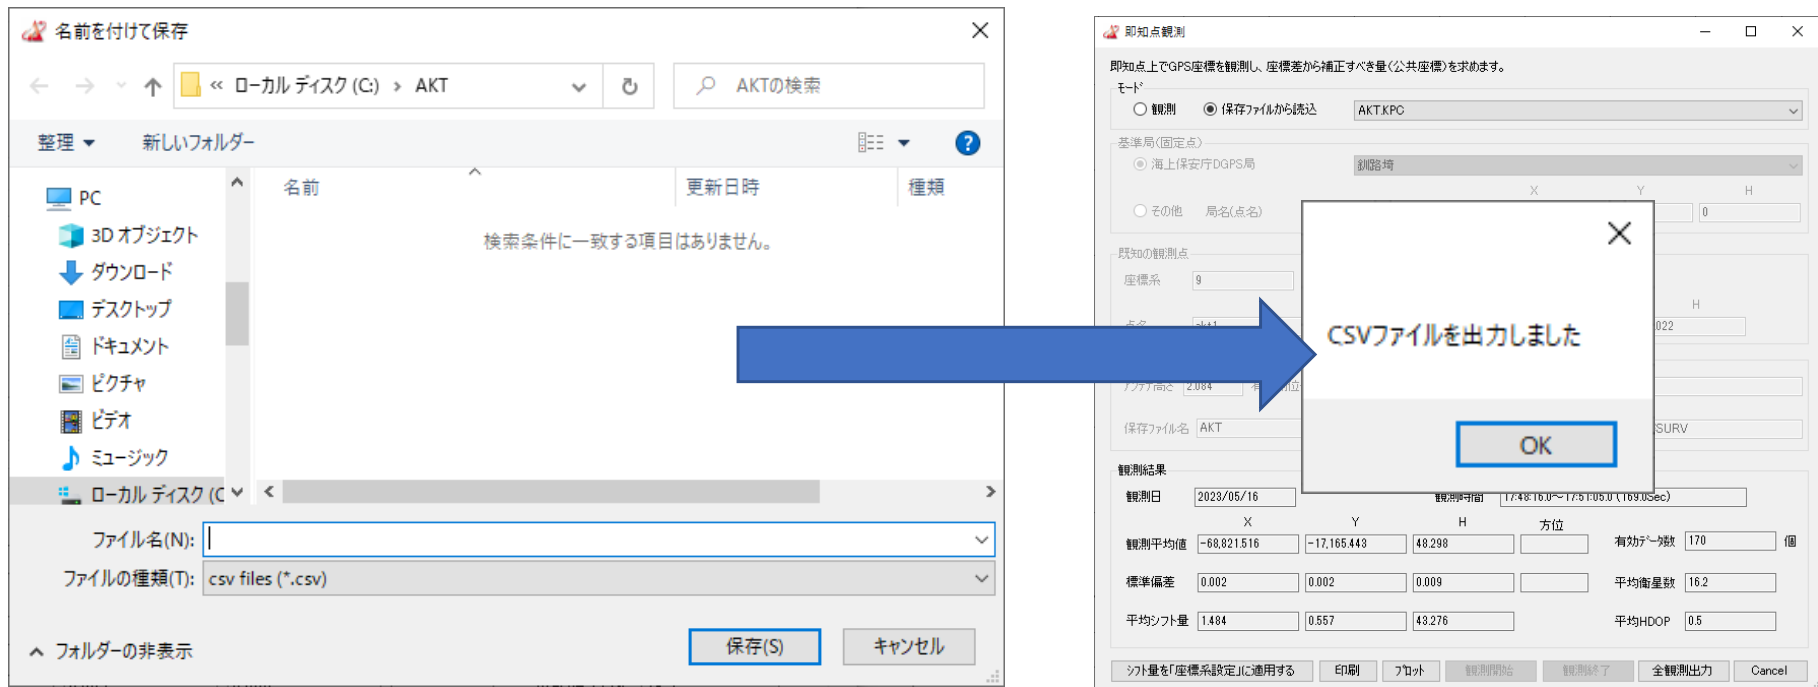 名前を付けて保存
« ローカル ディスク (C:) › AKT
AKTの検索
整理
新しいフォルダー
PC
3D オブジェクト
ダウンロード
デスクトップ
ドキュメント
ピクチャ
ビデオ
ミュージック
ローカル ディスク (C
名前
更新日時
種類
検索条件に一致する項目はありません。
ファイル名(N):
ファイルの種類(T): csv files (*.csv)
フォルダーの非表示
保存(S)
キャンセル
即知点観測
即知点上でGPS座標を観測し、座標差から補正すべき量(公共座標)を求めます。
モード
観測
保存ファイルから読込
AKT.KPC
基準局(固定点)
海上保安庁DGPS局
釧路埼
X Y H
その他 局名(点名)
0
既知の観測点
座標系 9
H
022
CSVファイルを出力しました
OK
アンテナ高さ 2.084
保存ファイル名 AKT
/SURV
観測結果
観測日 2023/05/16
観測時間 17:48:16.0～17:51:05.0 (169.0Sec)
X Y H 方位
観測平均値 -68,821.516 -17,165.443 48.298
有効データ数 170 個
標準偏差 0.002 0.002 0.009
平均衛星数 16.2
平均シフト量 1.484 0.557 43.276
平均HDOP 0.5
シフト量を「座標系設定」に適用する
印刷
プロット
観測開始
観測終了
全観測出力
Cancel